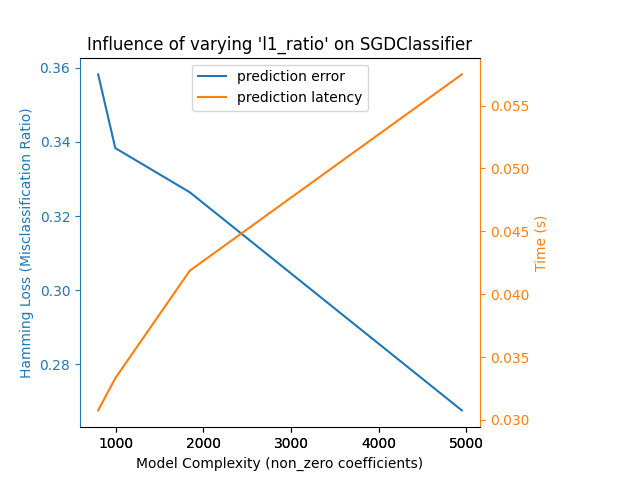 Influence of varying 'l1_ratio' on SGDClassifier
prediction error
prediction latency
Hamming Loss (Misclassification Ratio)
0.36
0.34
0.32
0.30
0.28
0.055
0.050
0.045
0.040
0.035
0.030
Time (s)
1000 2000 3000 4000 5000
Model Complexity (non_zero coefficients)